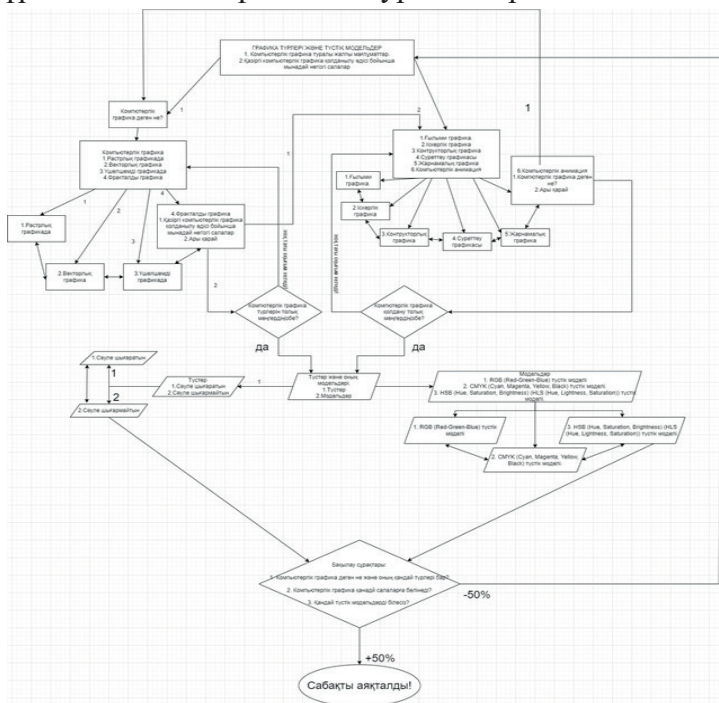 ГРАФИКА ТҮРЛЕРІ ЖӘНЕ ТҮСТІК МОДЕЛЬДЕР
1. Компьютерлік графика туралы жалпы мағлұматтар.
2. Қазіргі компьютерлік графика қолданылу әдісі бойынша
мынадай негізгі салалар
Компьютерлік
графика деген не?
1
2
1
Компьютерлік графика
1.Растрлық графикада
2.Векторлық графика
3.Үшөлшемді графикада
4.Фракталды графика
1
2
3
4
1
1.Растрлық
графикада
2.Векторлық
графика
3.Үшөлшемді
графикада
4.Фракталды графика
1.Қазіргі компьютерлік графика
қолданылу әдісі бойынша
мынадай негізгі салалар
2.Ары қарай
2
1.Ғылыми графика.
2.Іскерлік графика
3.Конструкторлық графика
4.Суреттеу графикасы
5.Жарнамалық графика
6.Компьютерлік анимация
1.Ғылыми
графика.
2.Іскерлік
графика
3.Конструкторлық
графика
4.Суреттеу
графикасы
5.Жарнамалық
графика
6.Компьютерлік анимация
1.Компьютерлік графика деген
не?
2.Ары қарай
Компьютерлік графика
түрлерін толық
меңгердіңізбе?
Компьютерлік графика
қолдану толық
меңгердіңізбе?
да
да
Түстер және оның
модельдері
1.Түстер
2.Модельдер
1
Түстер
1.Сәуле шығаратын
2.Сәуле шығармайтын
1.Сәуле шығаратын
1
2
2.Сәуле шығармайтын
Модельдер
1. RGB (Red-Green-Blue) түстік моделі
2. CMYK (Cyan, Magenta, Yellow, Black) түстік моделі.
3. HSB (Hue, Saturation, Brightness) (HLS (Hue, Lightness, Saturation)) түстік
моделі.
1. RGB (Red-Green-Blue) түстік
моделі
2. CMYK (Cyan, Magenta, Yellow,
Black) түстік моделі.
3. HSB (Hue, Saturation, Brightness) (HLS
(Hue, Lightness, Saturation)) түстік
моделі.
Бақылау сұрақтары:
1. Компьютерлік графика деген не және оның қандай түрлері бар?
2. Компьютерлік графика қандай салаларға бөлінеді?
3. Қандай түстік модельдерді білесіз?
-50%
+50%
Сабақты аяқталды!